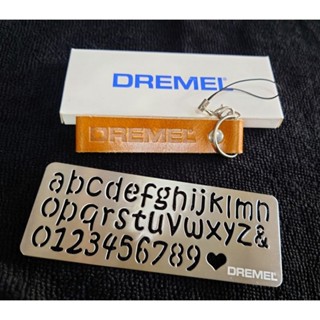 DREMEL
DREMEL
abcdefghijklmn
opqrstuvwxyz&
0123456789♥
DREMEL